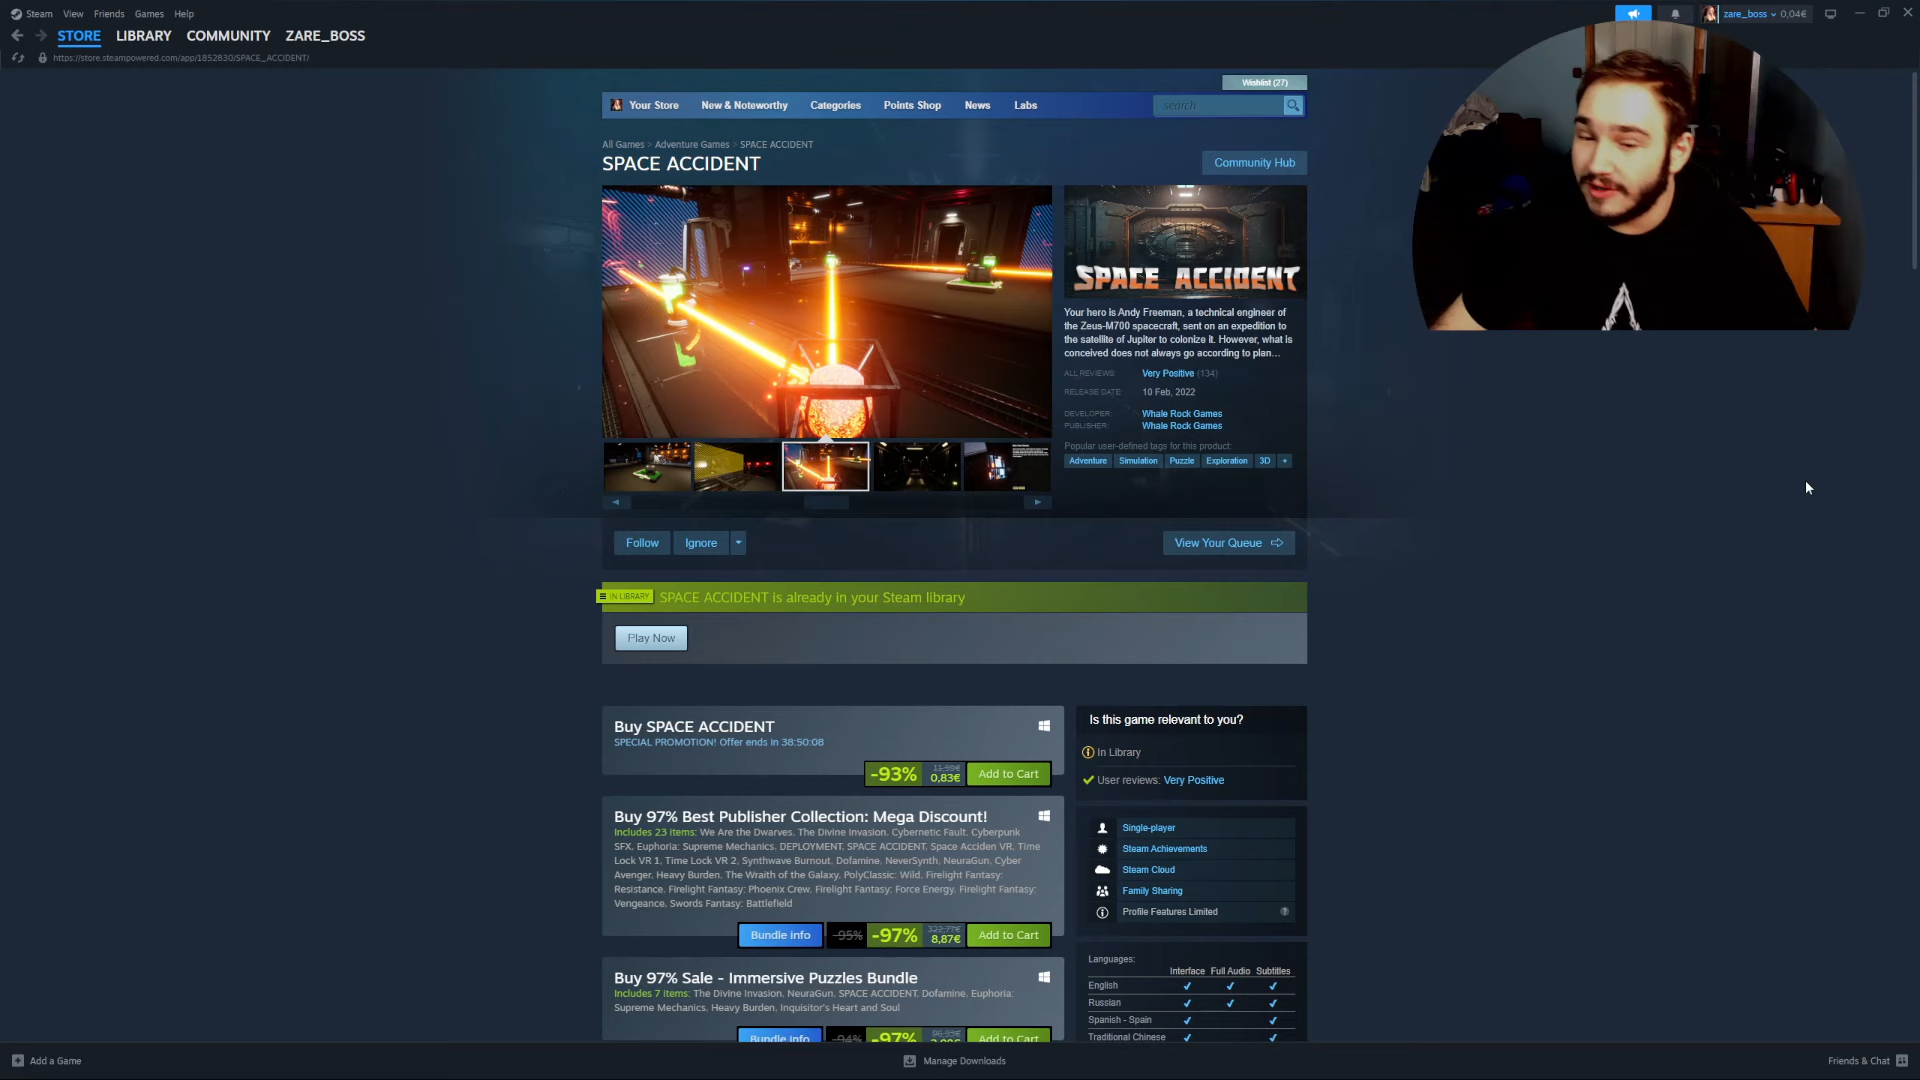 Steam View Friends Games Help
zare_boss 0,04€
STORE LIBRARY COMMUNITY ZARE_BOSS
https://store.steampowered.com/app/1852830/SPACE_ACCIDENT/
Wishlist (27)
Your Store New & Noteworthy Categories Points Shop News Labs search
All Games > Adventure Games > SPACE ACCIDENT
SPACE ACCIDENT
Community Hub
SPACE ACCIDENT
Your hero is Andy Freeman, a technical engineer of
the Zeus-M700 spacecraft, sent on an expedition to
the satellite of Jupiter to colonize it. However, what is
conceived does not always go according to plan...
ALL REVIEWS: Very Positive (134)
RELEASE DATE: 10 Feb, 2022
DEVELOPER: Whale Rock Games
PUBLISHER: Whale Rock Games
Popular user-defined tags for this product:
Adventure Simulation Puzzle Exploration 3D +
Follow Ignore
View Your Queue
IN LIBRARY SPACE ACCIDENT is already in your Steam library
Play Now
Buy SPACE ACCIDENT
SPECIAL PROMOTION! Offer ends in 38:50:08
-93% 11,99€ 0,83€ Add to Cart
Buy 97% Best Publisher Collection: Mega Discount!
Includes 23 items: We Are the Dwarves, The Divine Invasion, Cybernetic Fault, Cyberpunk
SFX, Euphoria: Supreme Mechanics, DEPLOYMENT, SPACE ACCIDENT, Space Acciden VR, Time
Lock VR 1, Time Lock VR 2, Synthwave Burnout, Dofamine, NeverSynth, NeuraGun, Cyber
Avenger, Heavy Burden, The Wraith of the Galaxy, PolyClassic: Wild, Firelight Fantasy:
Resistance, Firelight Fantasy: Phoenix Crew, Firelight Fantasy: Force Energy, Firelight Fantasy:
Vengeance, Swords Fantasy: Battlefield
Bundle info -95% -97% 322,77€ 8,87€ Add to Cart
Buy 97% Sale - Immersive Puzzles Bundle
Includes 7 items: The Divine Invasion, NeuraGun, SPACE ACCIDENT, Dofamine, Euphoria:
Supreme Mechanics, Heavy Burden, Inquisitor's Heart and Soul
Bundle info -94% -97% Add to Cart
Is this game relevant to you?
In Library
User reviews: Very Positive
Single-player
Steam Achievements
Steam Cloud
Family Sharing
Profile Features Limited ?
Languages:
Interface Full Audio Subtitles
English ✔ ✔ ✔
Russian ✔ ✔ ✔
Spanish - Spain ✔ ✔
Traditional Chinese ✔ ✔
Add a Game
Manage Downloads
Friends & Chat